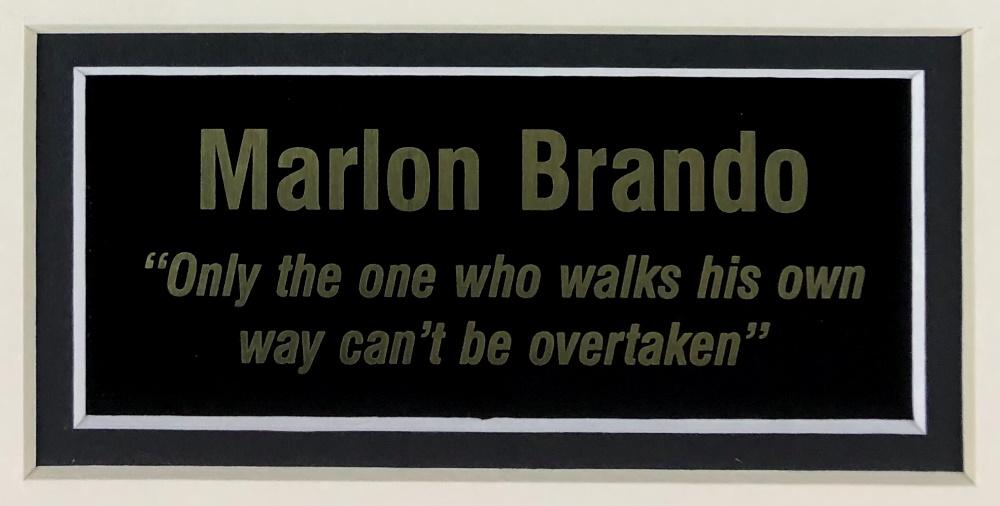 Marlon Brando
“Only the one who walks his own
way can’t be overtaken”